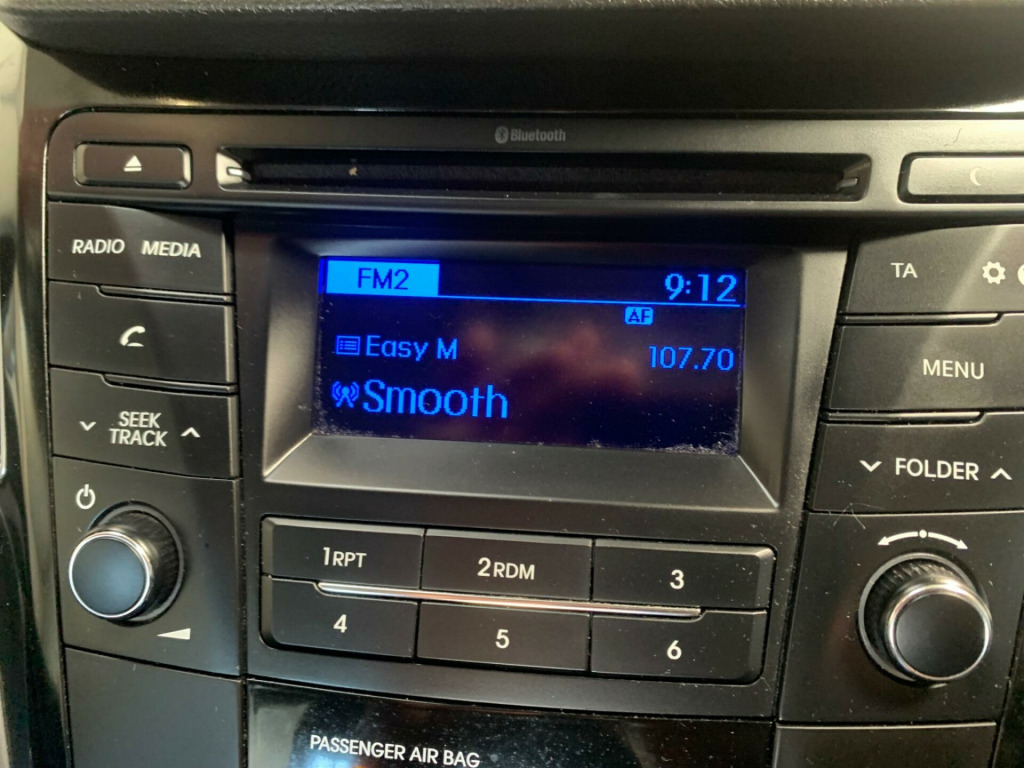 Bluetooth
RADIO MEDIA
TA
FM2 9:12
AF
Easy M 107.70
Smooth
MENU
SEEK
TRACK
FOLDER
1RPT 2RDM 3
4 5 6
PASSENGER AIR BAG